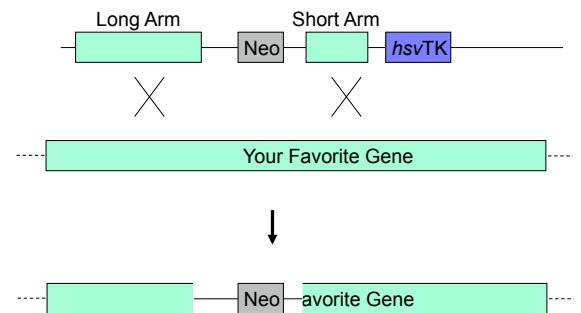 Long Arm Short Arm
Neo hsvTK
Your Favorite Gene
Neo avorite Gene